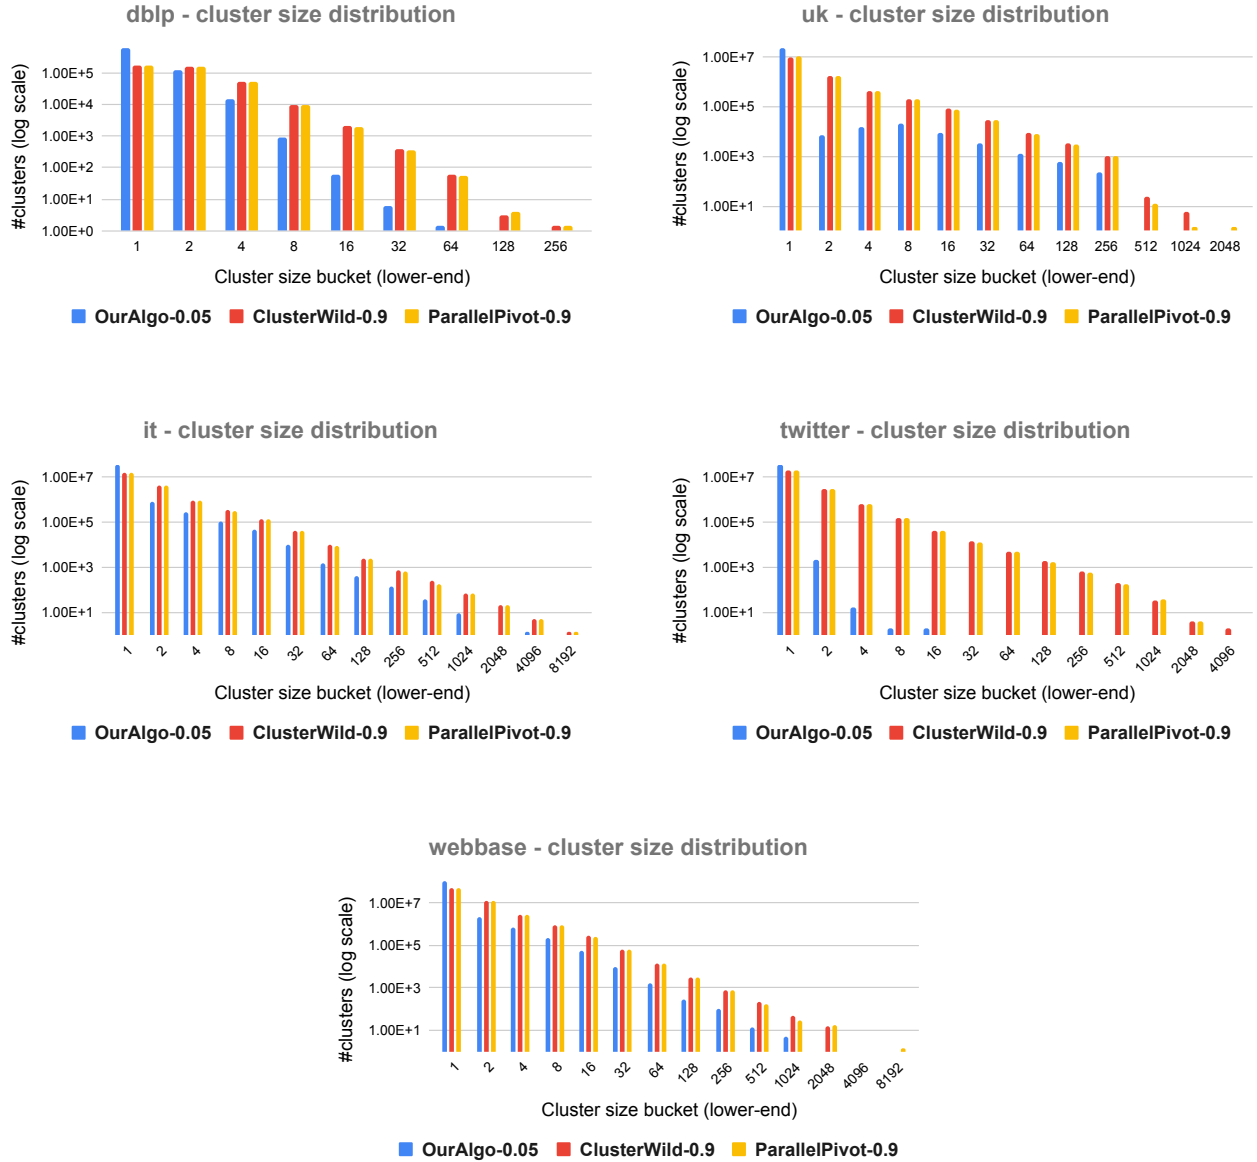 dblp - cluster size distribution
#clusters (log scale)
1.00E+5
1.00E+4
1.00E+3
1.00E+2
1.00E+1
1.00E+0
1 2 4 8 16 32 64 128 256
Cluster size bucket (lower-end)
OurAlgo-0.05 ClusterWild-0.9 ParallelPivot-0.9
uk - cluster size distribution
#clusters (log scale)
1.00E+7
1.00E+5
1.00E+3
1.00E+1
1 2 4 8 16 32 64 128 256 512 1024 2048
Cluster size bucket (lower-end)
OurAlgo-0.05 ClusterWild-0.9 ParallelPivot-0.9
it - cluster size distribution
#clusters (log scale)
1.00E+7
1.00E+5
1.00E+3
1.00E+1
1 2 4 8 16 32 64 128 256 512 1024 2048 4096 8192
Cluster size bucket (lower-end)
OurAlgo-0.05 ClusterWild-0.9 ParallelPivot-0.9
twitter - cluster size distribution
#clusters (log scale)
1.00E+7
1.00E+5
1.00E+3
1.00E+1
1 2 4 8 16 32 64 128 256 512 1024 2048 4096
Cluster size bucket (lower-end)
OurAlgo-0.05 ClusterWild-0.9 ParallelPivot-0.9
webbase - cluster size distribution
#clusters (log scale)
1.00E+7
1.00E+5
1.00E+3
1.00E+1
1 2 4 8 16 32 64 128 256 512 1024 2048 4096 8192
Cluster size bucket (lower-end)
OurAlgo-0.05 ClusterWild-0.9 ParallelPivot-0.9